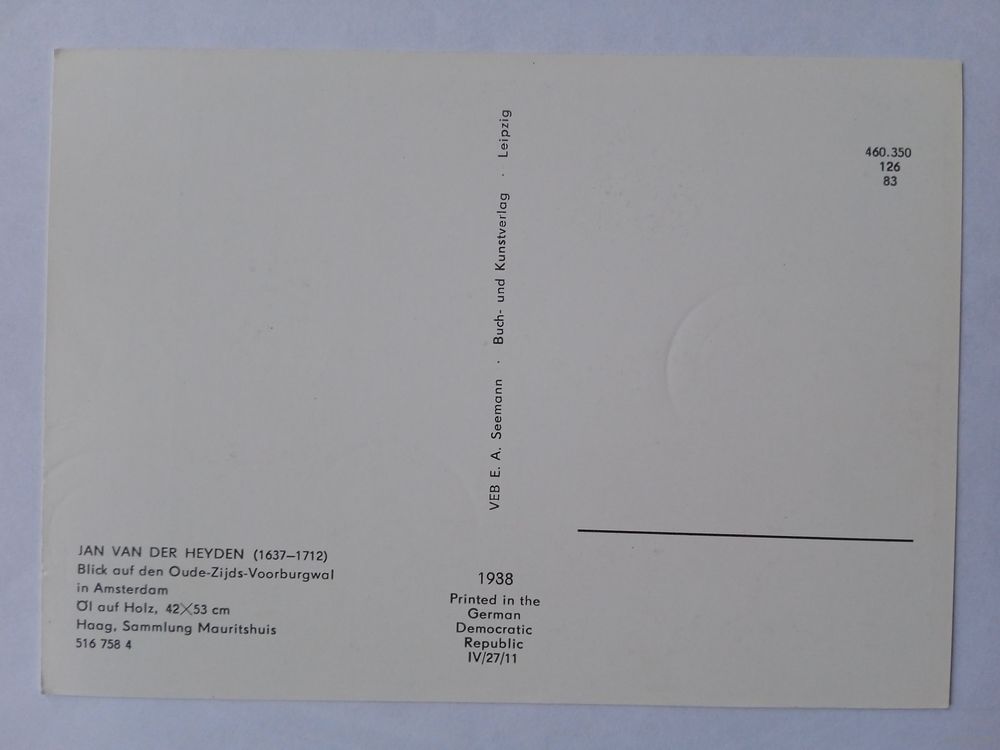 JAN VAN DER HEYDEN (1637–1712)
Blick auf den Oude-Zijds-Voorburgwal
in Amsterdam
Öl auf Holz, 42×53 cm
Haag, Sammlung Mauritshuis
516 758 4
VEB E. A. Seemann · Buch- und Kunstverlag · Leipzig
1938
Printed in the
German
Democratic
Republic
IV/27/11
460.350
126
83